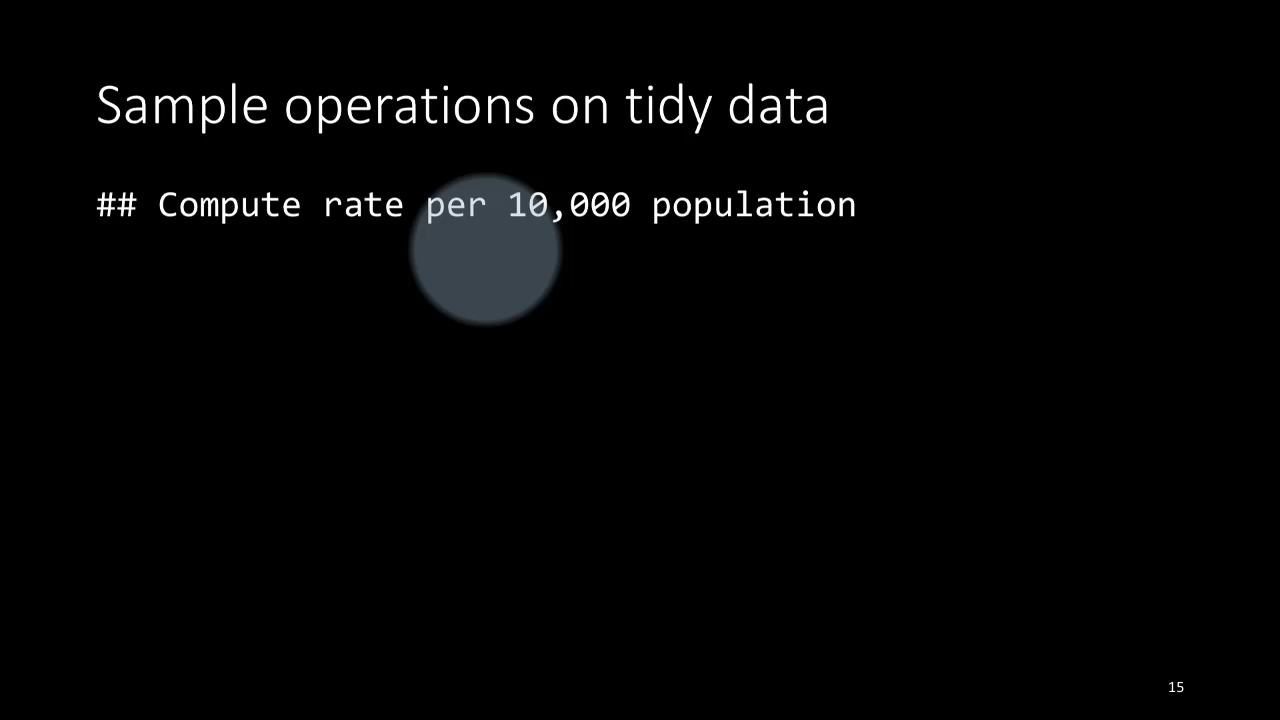 Sample operations on tidy data
## Compute rate per 10,000 population
15